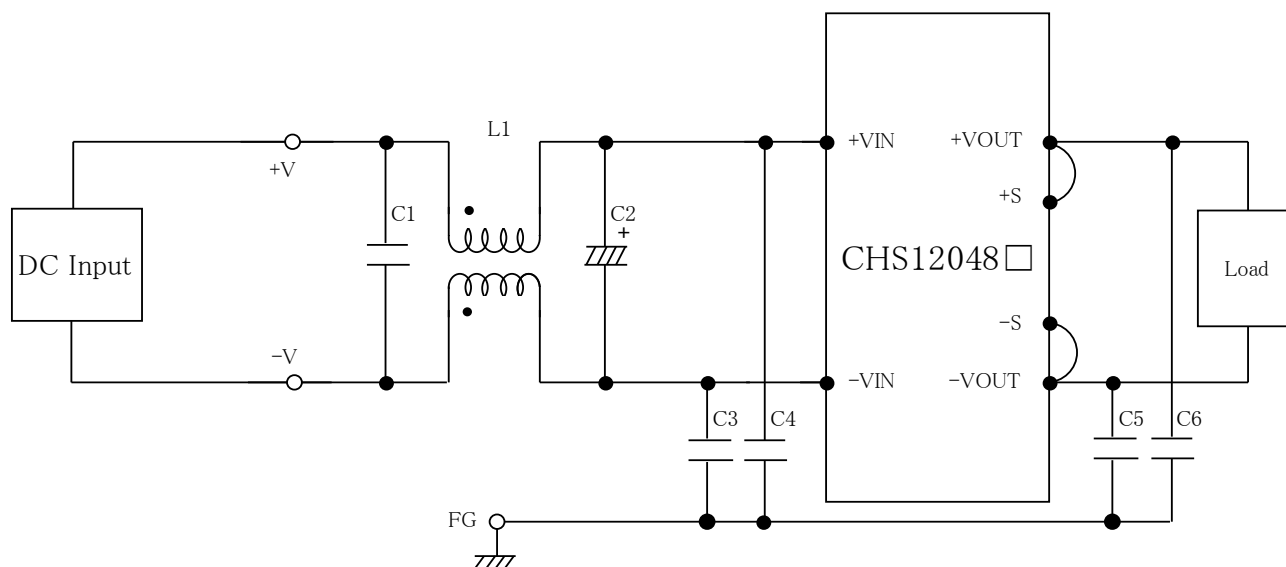 L1
+VIN
+VOUT
+V
+S
C1
C2
+
DC Input
CHS12048□
Load
-S
-V
-VIN
-VOUT
C3
C4
C5
C6
FG